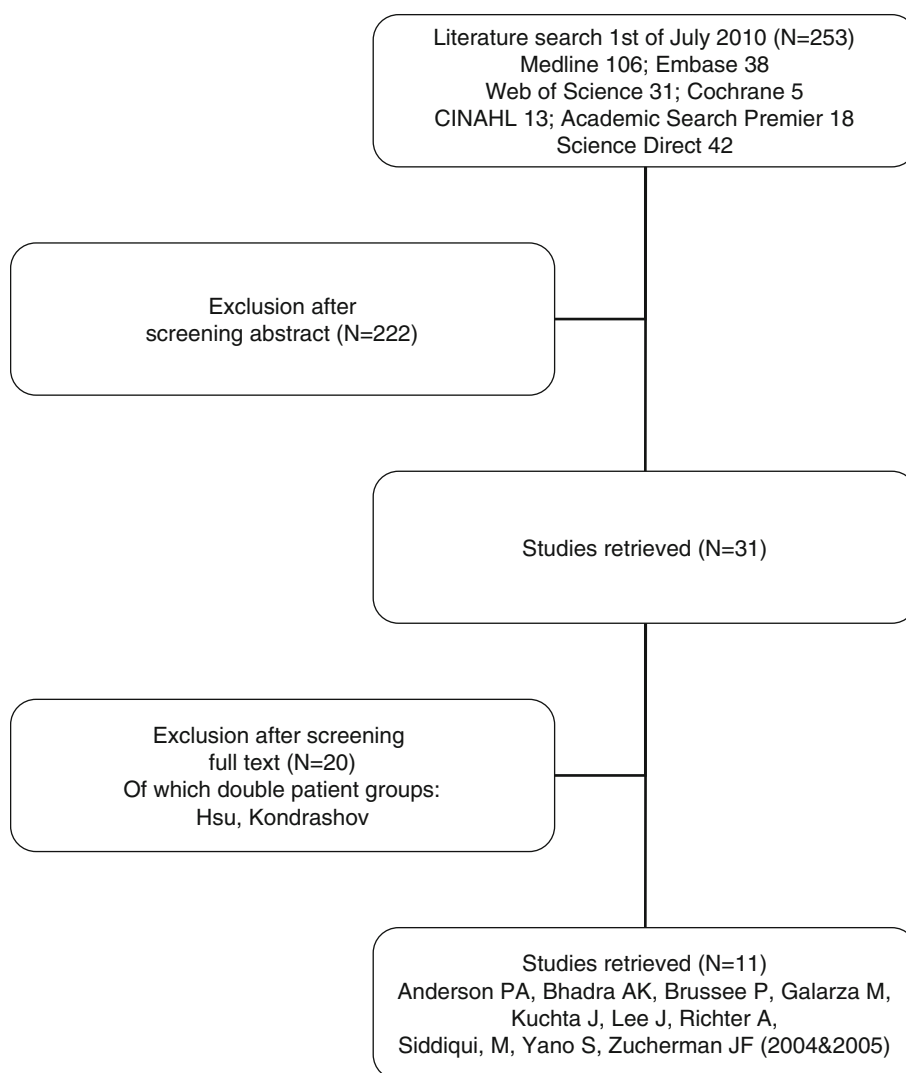 Literature search 1st of July 2010 (N=253)
Medline 106; Embase 38
Web of Science 31; Cochrane 5
CINAHL 13; Academic Search Premier 18
Science Direct 42
Exclusion after
screening abstract (N=222)
Studies retrieved (N=31)
Exclusion after screening
full text (N=20)
Of which double patient groups:
Hsu, Kondrashov
Studies retrieved (N=11)
Anderson PA, Bhadra AK, Brussee P, Galarza M,
Kuchta J, Lee J, Richter A,
Siddiqui, M, Yano S, Zucherman JF (2004&2005)